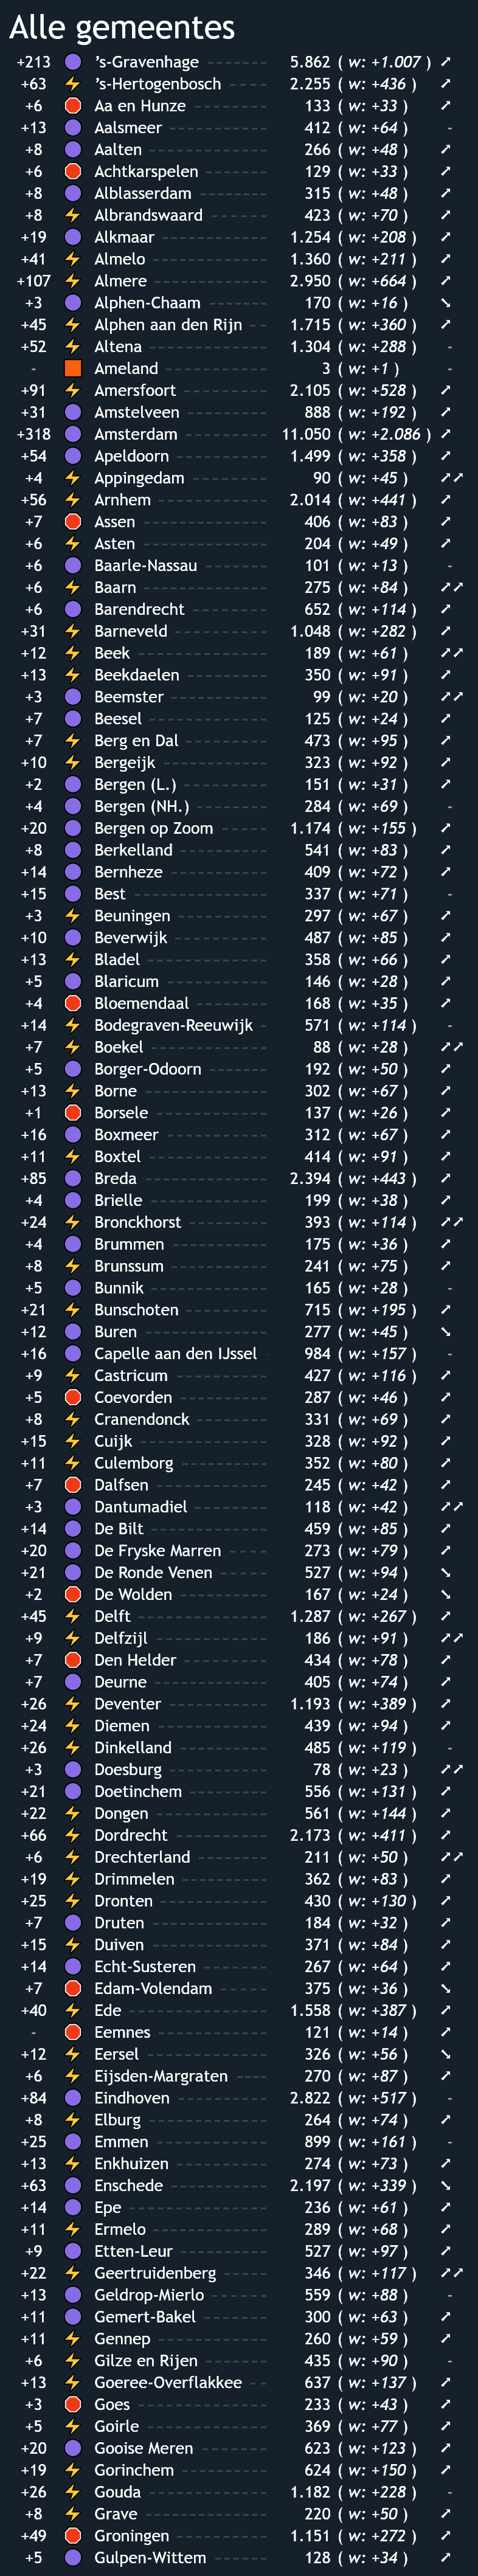 Alle gemeentes
+213 's-Gravenhage 5.862 ( w: +1.007 ) ➚
+63 's-Hertogenbosch 2.255 ( w: +436 ) ➚
+6 Aa en Hunze 133 ( w: +33 ) ➚
+13 Aalsmeer 412 ( w: +64 ) -
+8 Aalten 266 ( w: +48 ) ➚
+6 Achtkarspelen 129 ( w: +33 ) ➚
+8 Alblasserdam 315 ( w: +48 ) ➚
+8 Albrandswaard 423 ( w: +70 ) ➚
+19 Alkmaar 1.254 ( w: +208 ) ➚
+41 Almelo 1.360 ( w: +211 ) ➚
+107 Almere 2.950 ( w: +664 ) ➚
+3 Alphen-Chaam 170 ( w: +16 ) ➘
+45 Alphen aan den Rijn 1.715 ( w: +360 ) ➚
+52 Altena 1.304 ( w: +288 ) -
- Ameland 3 ( w: +1 ) -
+91 Amersfoort 2.105 ( w: +528 ) ➚
+31 Amstelveen 888 ( w: +192 ) ➚
+318 Amsterdam 11.050 ( w: +2.086 ) ➚
+54 Apeldoorn 1.499 ( w: +358 ) ➚
+4 Appingedam 90 ( w: +45 ) ➚➚
+56 Arnhem 2.014 ( w: +441 ) ➚
+7 Assen 406 ( w: +83 ) ➚
+6 Asten 204 ( w: +49 ) ➚
+6 Baarle-Nassau 101 ( w: +13 ) -
+6 Baarn 275 ( w: +84 ) ➚➚
+6 Barendrecht 652 ( w: +114 ) ➚
+31 Barneveld 1.048 ( w: +282 ) ➚
+12 Beek 189 ( w: +61 ) ➚➚
+13 Beekdaelen 350 ( w: +91 ) ➚
+3 Beemster 99 ( w: +20 ) ➚➚
+7 Beesel 125 ( w: +24 ) ➚
+7 Berg en Dal 473 ( w: +95 ) ➚
+10 Bergeijk 323 ( w: +92 ) ➚
+2 Bergen (L.) 151 ( w: +31 ) ➚
+4 Bergen (NH.) 284 ( w: +69 ) -
+20 Bergen op Zoom 1.174 ( w: +155 ) ➚
+8 Berkelland 541 ( w: +83 ) ➚
+14 Bernheze 409 ( w: +72 ) ➚
+15 Best 337 ( w: +71 ) -
+3 Beuningen 297 ( w: +67 ) ➚
+10 Beverwijk 487 ( w: +85 ) ➚
+13 Bladel 358 ( w: +66 ) ➚
+5 Blaricum 146 ( w: +28 ) ➚
+4 Bloemendaal 168 ( w: +35 ) ➚
+14 Bodegraven-Reeuwijk 571 ( w: +114 ) -
+7 Boekel 88 ( w: +28 ) ➚➚
+5 Borger-Odoorn 192 ( w: +50 ) ➚
+13 Borne 302 ( w: +67 ) ➚
+1 Borsele 137 ( w: +26 ) ➚
+16 Boxmeer 312 ( w: +67 ) ➚
+11 Boxtel 414 ( w: +91 ) ➚
+85 Breda 2.394 ( w: +443 ) ➚
+4 Brielle 199 ( w: +38 ) ➚
+24 Bronckhorst 393 ( w: +114 ) ➚➚
+4 Brummen 175 ( w: +36 ) ➚
+8 Brunssum 241 ( w: +75 ) ➚
+5 Bunnik 165 ( w: +28 ) -
+21 Bunschoten 715 ( w: +195 ) ➚
+12 Buren 277 ( w: +45 ) ➘
+16 Capelle aan den IJssel 984 ( w: +157 ) -
+9 Castricum 427 ( w: +116 ) ➚
+5 Coevorden 287 ( w: +46 ) ➚
+8 Cranendonck 331 ( w: +69 ) ➚
+15 Cuijk 328 ( w: +92 ) ➚
+11 Culemborg 352 ( w: +80 ) ➚
+7 Dalfsen 245 ( w: +42 ) ➚
+3 Dantumadiel 118 ( w: +42 ) ➚➚
+14 De Bilt 459 ( w: +85 ) ➚
+20 De Fryske Marren 273 ( w: +79 ) ➚
+21 De Ronde Venen 527 ( w: +94 ) ➘
+2 De Wolden 167 ( w: +24 ) ➘
+45 Delft 1.287 ( w: +267 ) ➚
+9 Delfzijl 186 ( w: +91 ) ➚➚
+7 Den Helder 434 ( w: +78 ) ➚
+7 Deurne 405 ( w: +74 ) ➚
+26 Deventer 1.193 ( w: +389 ) ➚
+24 Diemen 439 ( w: +94 ) ➚
+26 Dinkelland 485 ( w: +119 ) -
+3 Doesburg 78 ( w: +23 ) ➚➚
+21 Doetinchem 556 ( w: +131 ) ➚
+22 Dongen 561 ( w: +144 ) ➚
+66 Dordrecht 2.173 ( w: +411 ) ➚
+6 Drechterland 211 ( w: +50 ) ➚➚
+19 Drimmelen 362 ( w: +83 ) ➚
+25 Dronten 430 ( w: +130 ) ➚
+7 Druten 184 ( w: +32 ) ➚
+15 Duiven 371 ( w: +84 ) ➚
+14 Echt-Susteren 267 ( w: +64 ) ➚
+7 Edam-Volendam 375 ( w: +36 ) ➘
+40 Ede 1.558 ( w: +387 ) ➚
- Eemnes 121 ( w: +14 ) ➚
+12 Eersel 326 ( w: +56 ) ➘
+6 Eijsden-Margraten 270 ( w: +87 ) ➚
+84 Eindhoven 2.822 ( w: +517 ) -
+8 Elburg 264 ( w: +74 ) ➚
+25 Emmen 899 ( w: +161 ) -
+13 Enkhuizen 274 ( w: +73 ) ➚
+63 Enschede 2.197 ( w: +339 ) ➘
+14 Epe 236 ( w: +61 ) ➚
+11 Ermelo 289 ( w: +68 ) ➚
+9 Etten-Leur 527 ( w: +97 ) ➚
+22 Geertruidenberg 346 ( w: +117 ) ➚➚
+13 Geldrop-Mierlo 559 ( w: +88 ) -
+11 Gemert-Bakel 300 ( w: +63 ) ➚
+11 Gennep 260 ( w: +59 ) ➚
+6 Gilze en Rijen 435 ( w: +90 ) -
+13 Goeree-Overflakkee 637 ( w: +137 ) ➚
+3 Goes 233 ( w: +43 ) ➚
+5 Goirle 369 ( w: +77 ) ➚
+20 Gooise Meren 623 ( w: +123 ) ➚
+19 Gorinchem 624 ( w: +150 ) ➚
+26 Gouda 1.182 ( w: +228 ) -
+8 Grave 220 ( w: +50 ) ➚
+49 Groningen 1.151 ( w: +272 ) ➚
+5 Gulpen-Wittem 128 ( w: +34 ) ➚